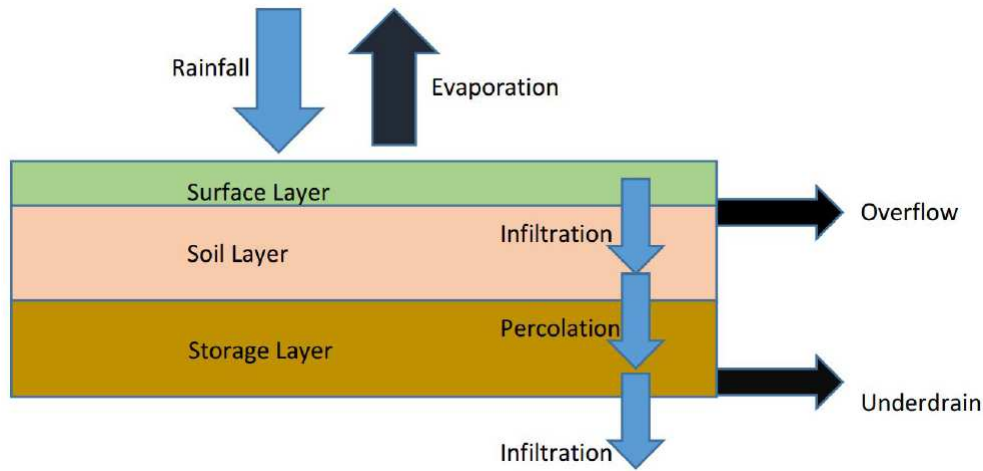 Rainfall
Evaporation
Surface Layer
Overflow
Infiltration
Soil Layer
Percolation
Storage Layer
Underdrain
Infiltration